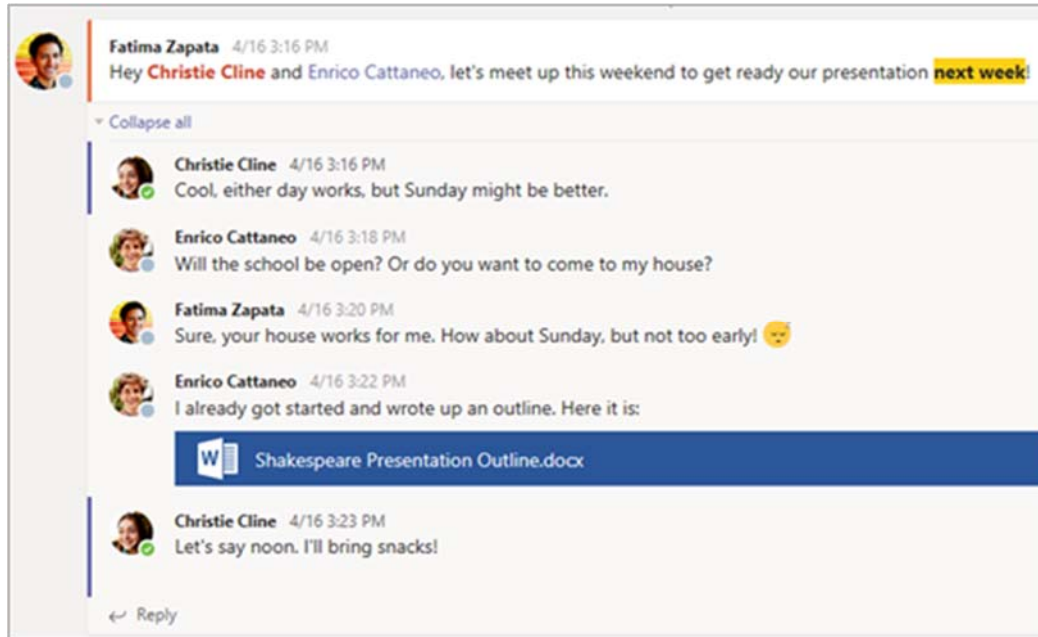 Fatima Zapata 4/16 3:16 PM
Hey Christie Cline and Enrico Cattaneo, let's meet up this weekend to get ready our presentation next week!
Collapse all
Christie Cline 4/16 3:16 PM
Cool, either day works, but Sunday might be better.
Enrico Cattaneo 4/16 3:18 PM
Will the school be open? Or do you want to come to my house?
Fatima Zapata 4/16 3:20 PM
Sure, your house works for me. How about Sunday, but not too early! 😴
Enrico Cattaneo 4/16 3:22 PM
I already got started and wrote up an outline. Here it is:
W Shakespeare Presentation Outline.docx
Christie Cline 4/16 3:23 PM
Let's say noon. I'll bring snacks!
Reply